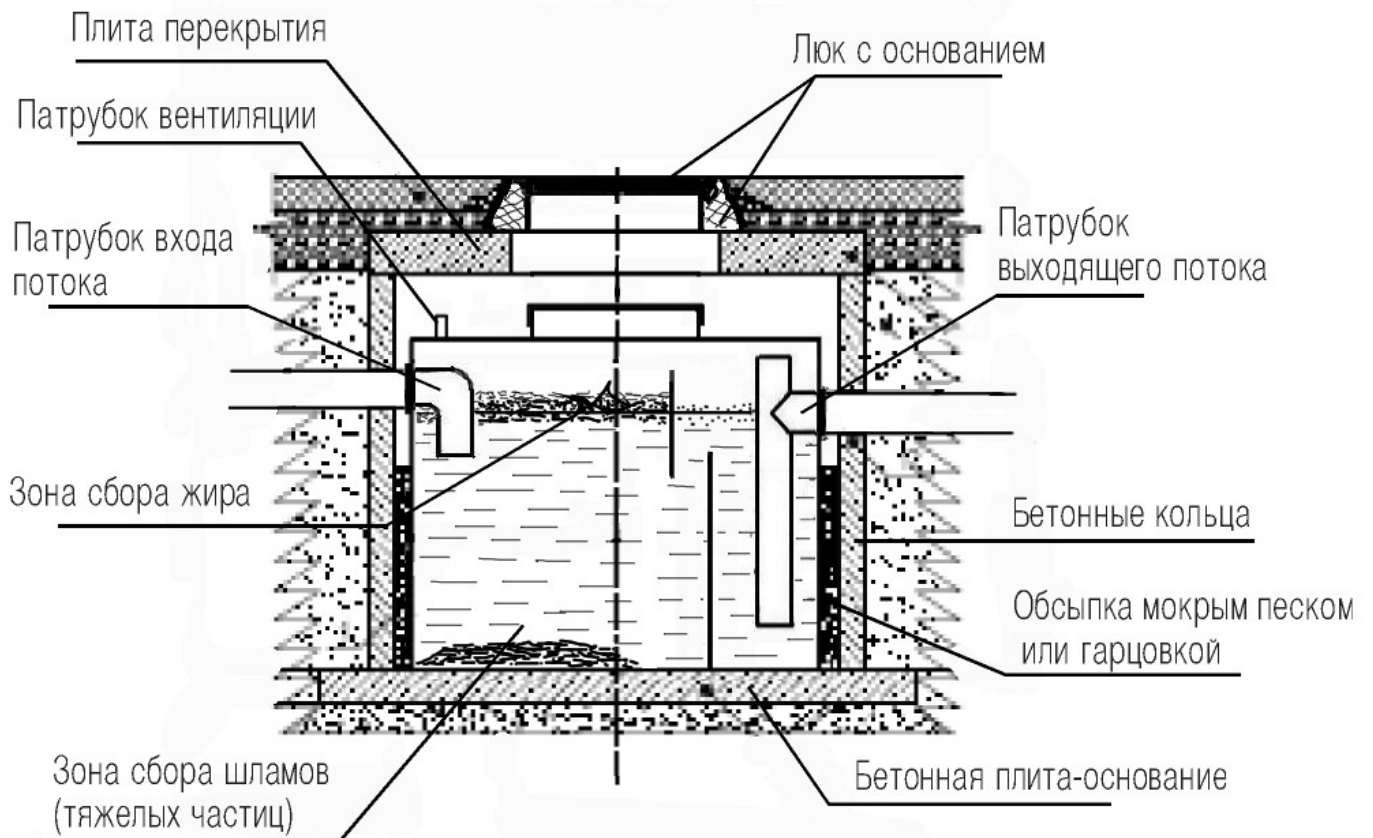 Плита перекрытия
Люк с основанием
Патрубок вентиляции
Патрубок входа
потока
Патрубок
выходящего потока
Зона сбора жира
Бетонные кольца
Обсыпка мокрым песком
или гарцовкой
Зона сбора шламов
(тяжелых частиц)
Бетонная плита-основание